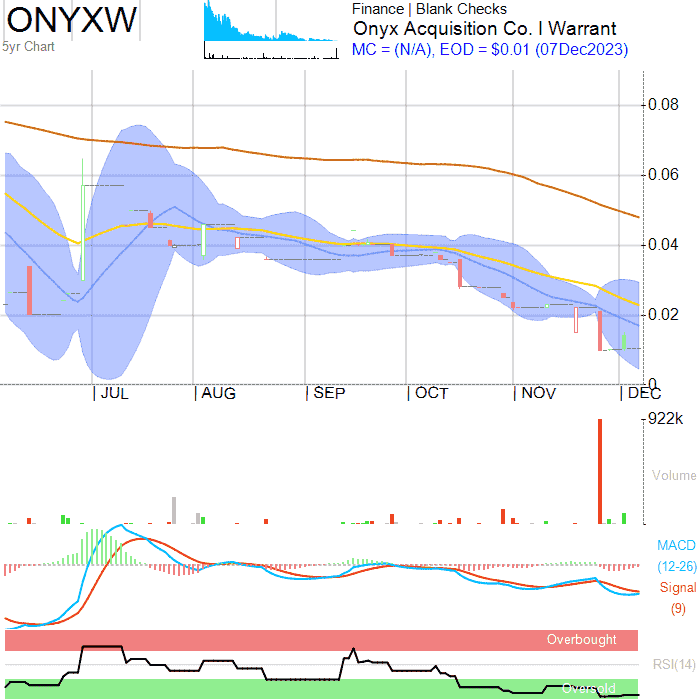 ONYXW
5yr Chart
Finance | Blank Checks
Onyx Acquisition Co. I Warrant
MC = (N/A), EOD = $0.01 (07Dec2023)
0.08
0.06
0.04
0.02
0
JUL
AUG
SEP
OCT
NOV
DEC
922k
Volume
MACD
(12-26)
Signal
(9)
Overbought
RSI(14)
Oversold